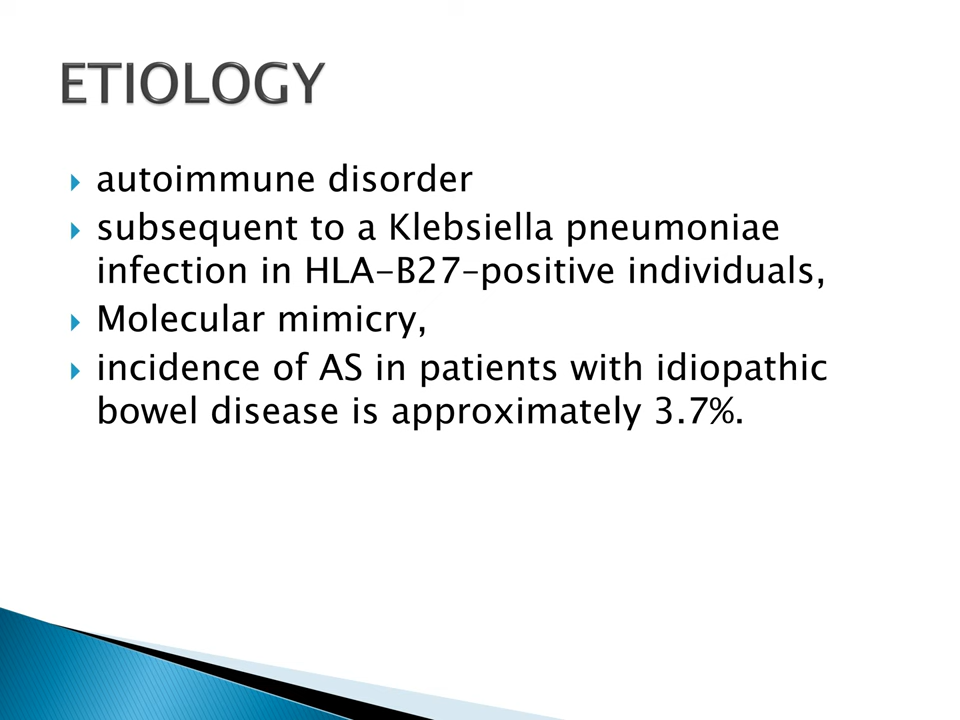 ETIOLOGY
autoimmune disorder
subsequent to a Klebsiella pneumoniae
infection in HLA-B27–positive individuals,
Molecular mimicry,
incidence of AS in patients with idiopathic
bowel disease is approximately 3.7%.